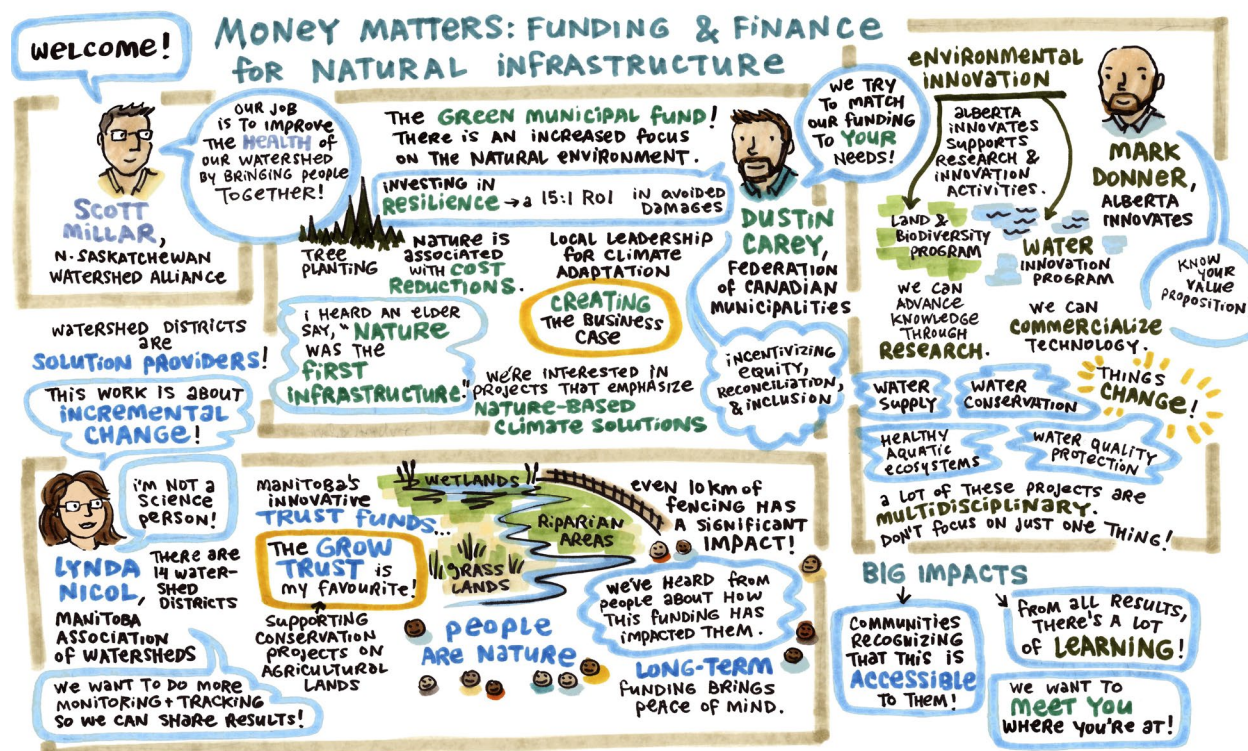 WELCOME!
MONEY MATTERS: FUNDING & FINANCE
for NATURAL INFRASTRUCTURE
SCOTT
MILLAR,
N. SASKATCHEWAN
WATERSHED ALLIANCE
OUR JOB
IS TO IMPROVE
THE HEALTH of
OUR WATERSHED
BY BRINGING PEOPLE
TOGETHER!
THE GREEN MUNICIPAL FUND!
THERE IS AN INCREASED FOCUS
ON THE NATURAL ENVIRONMENT.
INVESTING IN
RESILIENCE → a 15:1 ROI
IN AVOIDED
DAMAGES
TREE
PLANTING
NATURE IS
ASSOCIATED
WITH COST
REDUCTIONS.
LOCAL LEADERSHIP
FOR CLIMATE
ADAPTATION
CREATING
THE BUSINESS
CASE
I HEARD AN ELDER
SAY, "NATURE
WAS THE
FIRST
INFRASTRUCTURE."
WE'RE INTERESTED IN
PROJECTS THAT EMPHASIZE
NATURE-BASED
CLIMATE SOLUTIONS
DUSTIN
CAREY,
FEDERATION
OF CANADIAN
MUNICIPALITIES
WE TRY
TO MATCH
OUR FUNDING
TO YOUR
NEEDS!
INCENTIVIZING
EQUITY,
RECONCILIATION,
& INCLUSION
ENVIRONMENTAL
INNOVATION
ALBERTA
INNOVATES
SUPPORTS
RESEARCH &
INNOVATION
ACTIVITIES.
MARK
DONNER,
ALBERTA
INNOVATES
KNOW
YOUR
VALUE
PROPOSITION
LAND &
BIODIVERSITY
PROGRAM
WATER
INNOVATION
PROGRAM
WE CAN
ADVANCE
KNOWLEDGE
THROUGH
RESEARCH.
WE CAN
COMMERCIALIZE
TECHNOLOGY.
THINGS
CHANGE!
WATER
SUPPLY
WATER
CONSERVATION
HEALTHY
AQUATIC
ECOSYSTEMS
WATER QUALITY
PROTECTION
A LOT OF THESE PROJECTS ARE
MULTIDISCIPLINARY.
DON'T FOCUS ON JUST ONE THING!
WATERSHED DISTRICTS
ARE
SOLUTION PROVIDERS!
THIS WORK IS ABOUT
INCREMENTAL
CHANGE!
I'M NOT A
SCIENCE
PERSON!
LYNDA
NICOL,
MANITOBA
ASSOCIATION
OF WATERSHEDS
THERE ARE
14 WATER-
SHED
DISTRICTS
WE WANT TO DO MORE
MONITORING + TRACKING
SO WE CAN SHARE RESULTS!
MANITOBA'S
INNOVATIVE
TRUST FUNDS...
THE GROW
TRUST IS
MY FAVOURITE!
SUPPORTING
CONSERVATION
PROJECTS ON
AGRICULTURAL
LANDS
WETLANDS
RIPARIAN
AREAS
GRASS
LANDS
PEOPLE
ARE NATURE
EVEN 10 KM OF
FENCING HAS
A SIGNIFICANT
IMPACT!
WE'VE HEARD FROM
PEOPLE ABOUT HOW
THIS FUNDING HAS
IMPACTED THEM.
LONG-TERM
FUNDING BRINGS
PEACE OF MIND.
BIG IMPACTS
COMMUNITIES
RECOGNIZING
THAT THIS IS
ACCESSIBLE
TO THEM!
FROM ALL RESULTS,
THERE'S A LOT
OF LEARNING!
WE WANT TO
MEET YOU
WHERE YOU'RE AT!